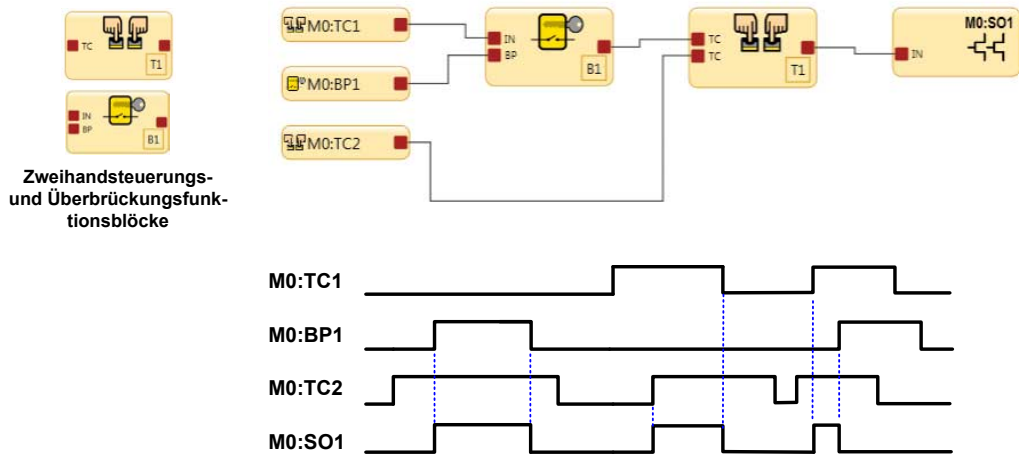 TC
T1
IN
BP
B1
Zweihandsteuerungs-
und Überbrückungsfunk-
tionsblöcke
M0:TC1
M0:BP1
M0:TC2
IN
BP
B1
TC
TC
T1
M0:SO1
IN
M0:TC1
M0:BP1
M0:TC2
M0:SO1